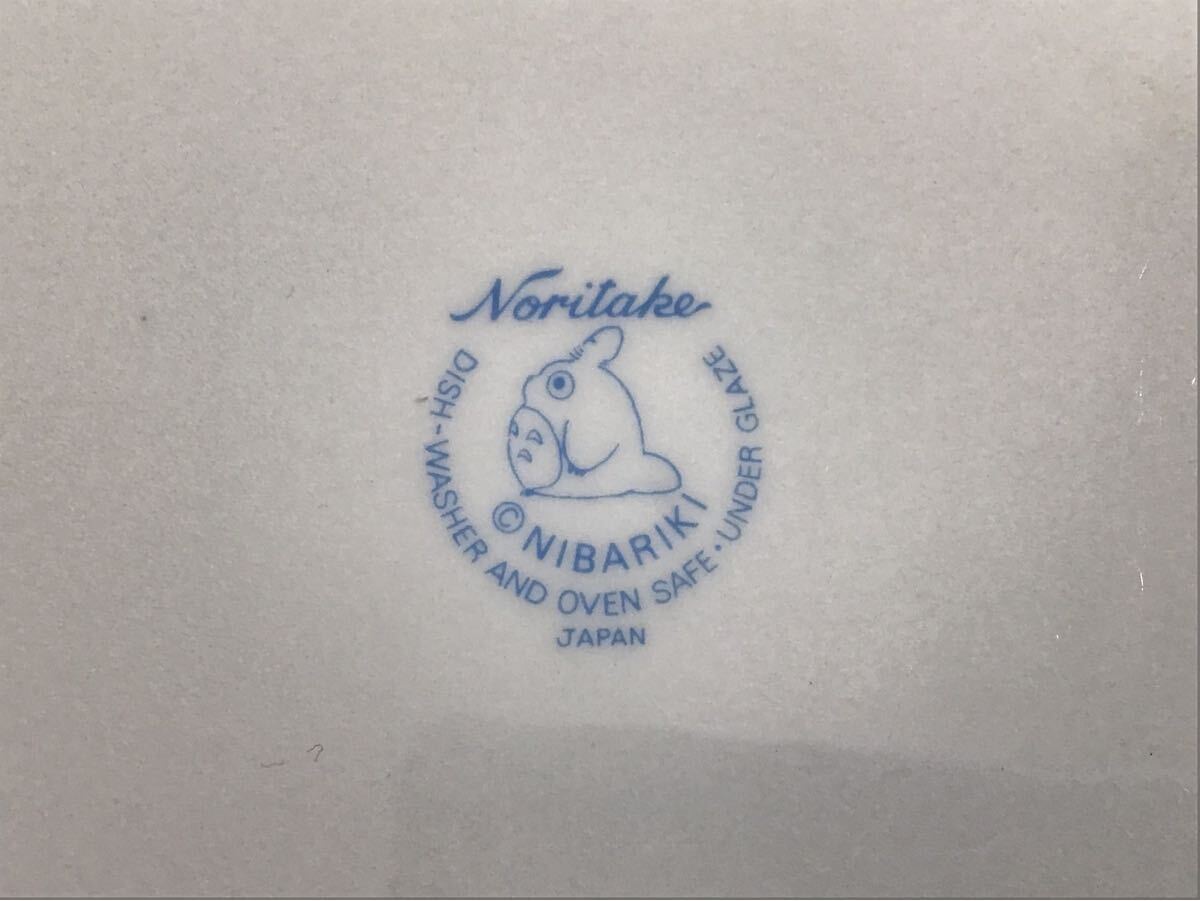 Noritake
DISH-WASHER AND OVEN SAFE·UNDER GLAZE
©NIBARIKI
JAPAN